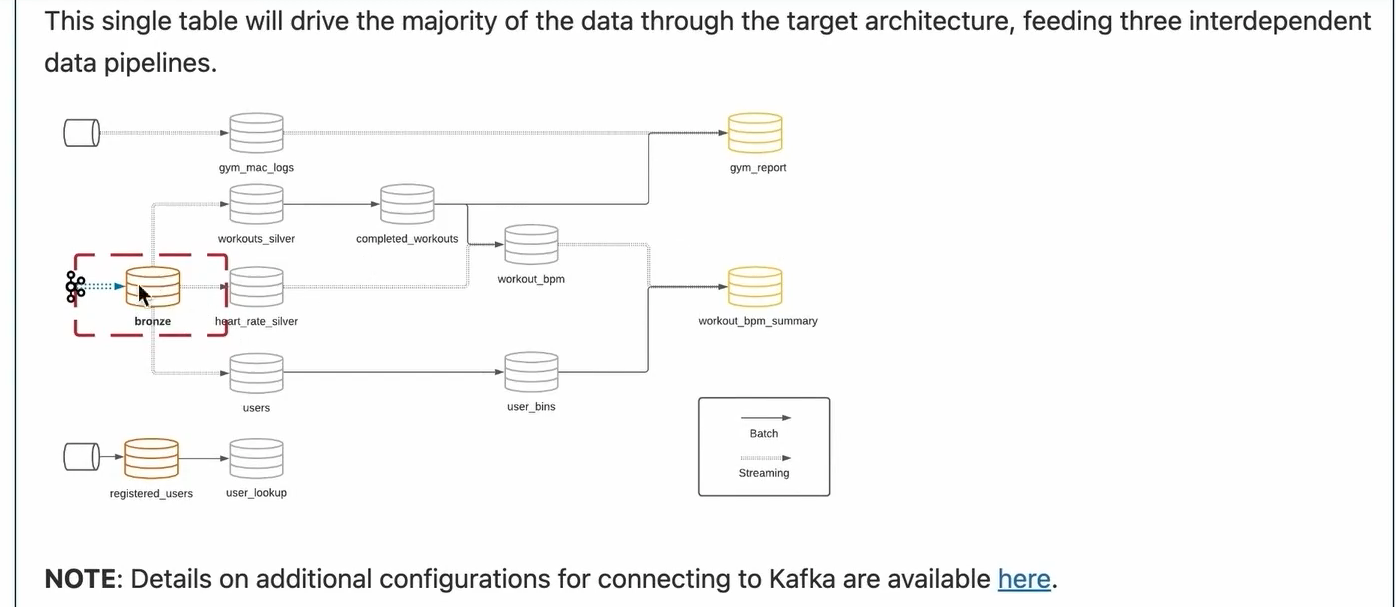 This single table will drive the majority of the data through the target architecture, feeding three interdependent
data pipelines.
gym_mac_logs
gym_report
workouts_silver
completed_workouts
workout_bpm
bronze
heart_rate_silver
workout_bpm_summary
users
user_bins
Batch
Streaming
registered_users
user_lookup
NOTE: Details on additional configurations for connecting to Kafka are available here.